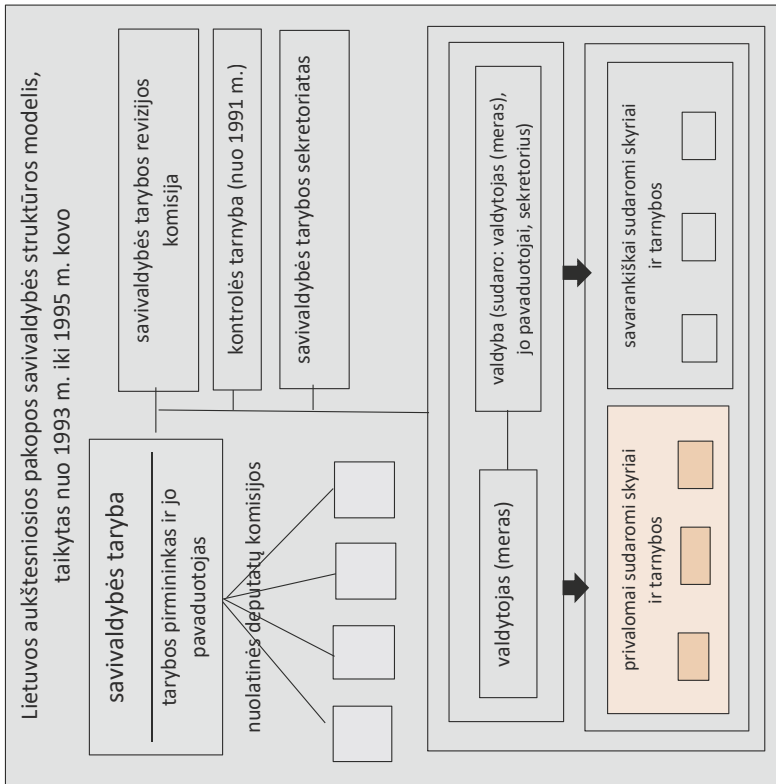 Lietuvos aukštesniosios pakopos savivaldybės struktūros modelis,
taikytas nuo 1993 m. iki 1995 m. kovo
savivaldybės taryba
tarybos pirmininkas ir jo
pavaduotojas
nuolatinės deputatų komisijos
savivaldybės tarybos revizijos
komisija
kontrolės tarnyba (nuo 1991 m.)
savivaldybės tarybos sekretoriatas
valdytojas (meras)
valdyba (sudaro: valdytojas (meras),
jo pavaduotojai, sekretorius)
privalomai sudaromi skyriai
ir tarnybos
savarankiškai sudaromi skyriai
ir tarnybos